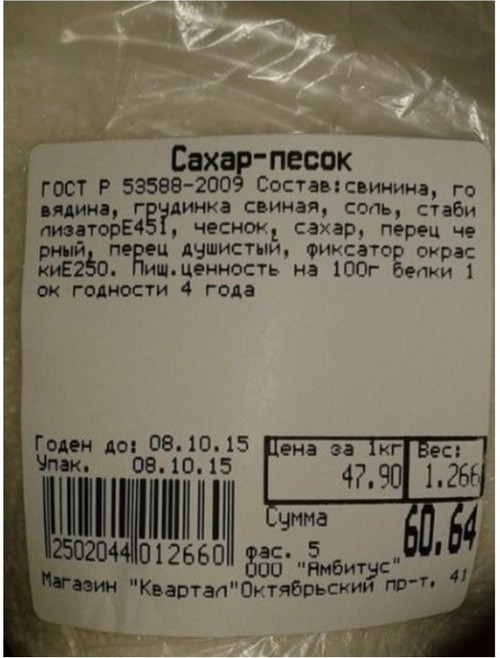 Сахар-песок
ГОСТ Р 53588-2009 Состав:свинина, го
вядина, грудинка свиная, соль, стаби
лизаторЕ451, чеснок, сахар, перец че
рный, перец душистый, фиксатор окрас
киЕ250. Пищ.ценность на 100г белки 1
ок годности 4 года
Годен до: 08.10.15
Упак. 08.10.15
Цена за 1кг Вес:
47.90 1.266
Сумма
60.64
2502044 012660
фас. 5
ООО "Амбитус"
Магазин "Квартал"Октябрьский пр-т, 41